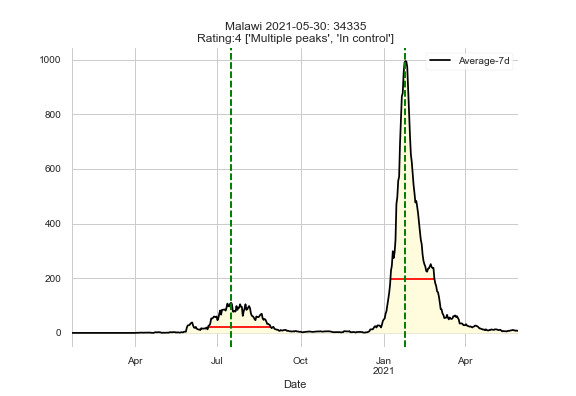 Malawi 2021-05-30: 34335
Rating:4 ['Multiple peaks', 'In control']
Average-7d
1000
800
600
400
200
0
Apr
Jul
Oct
Jan
2021
Apr
Date